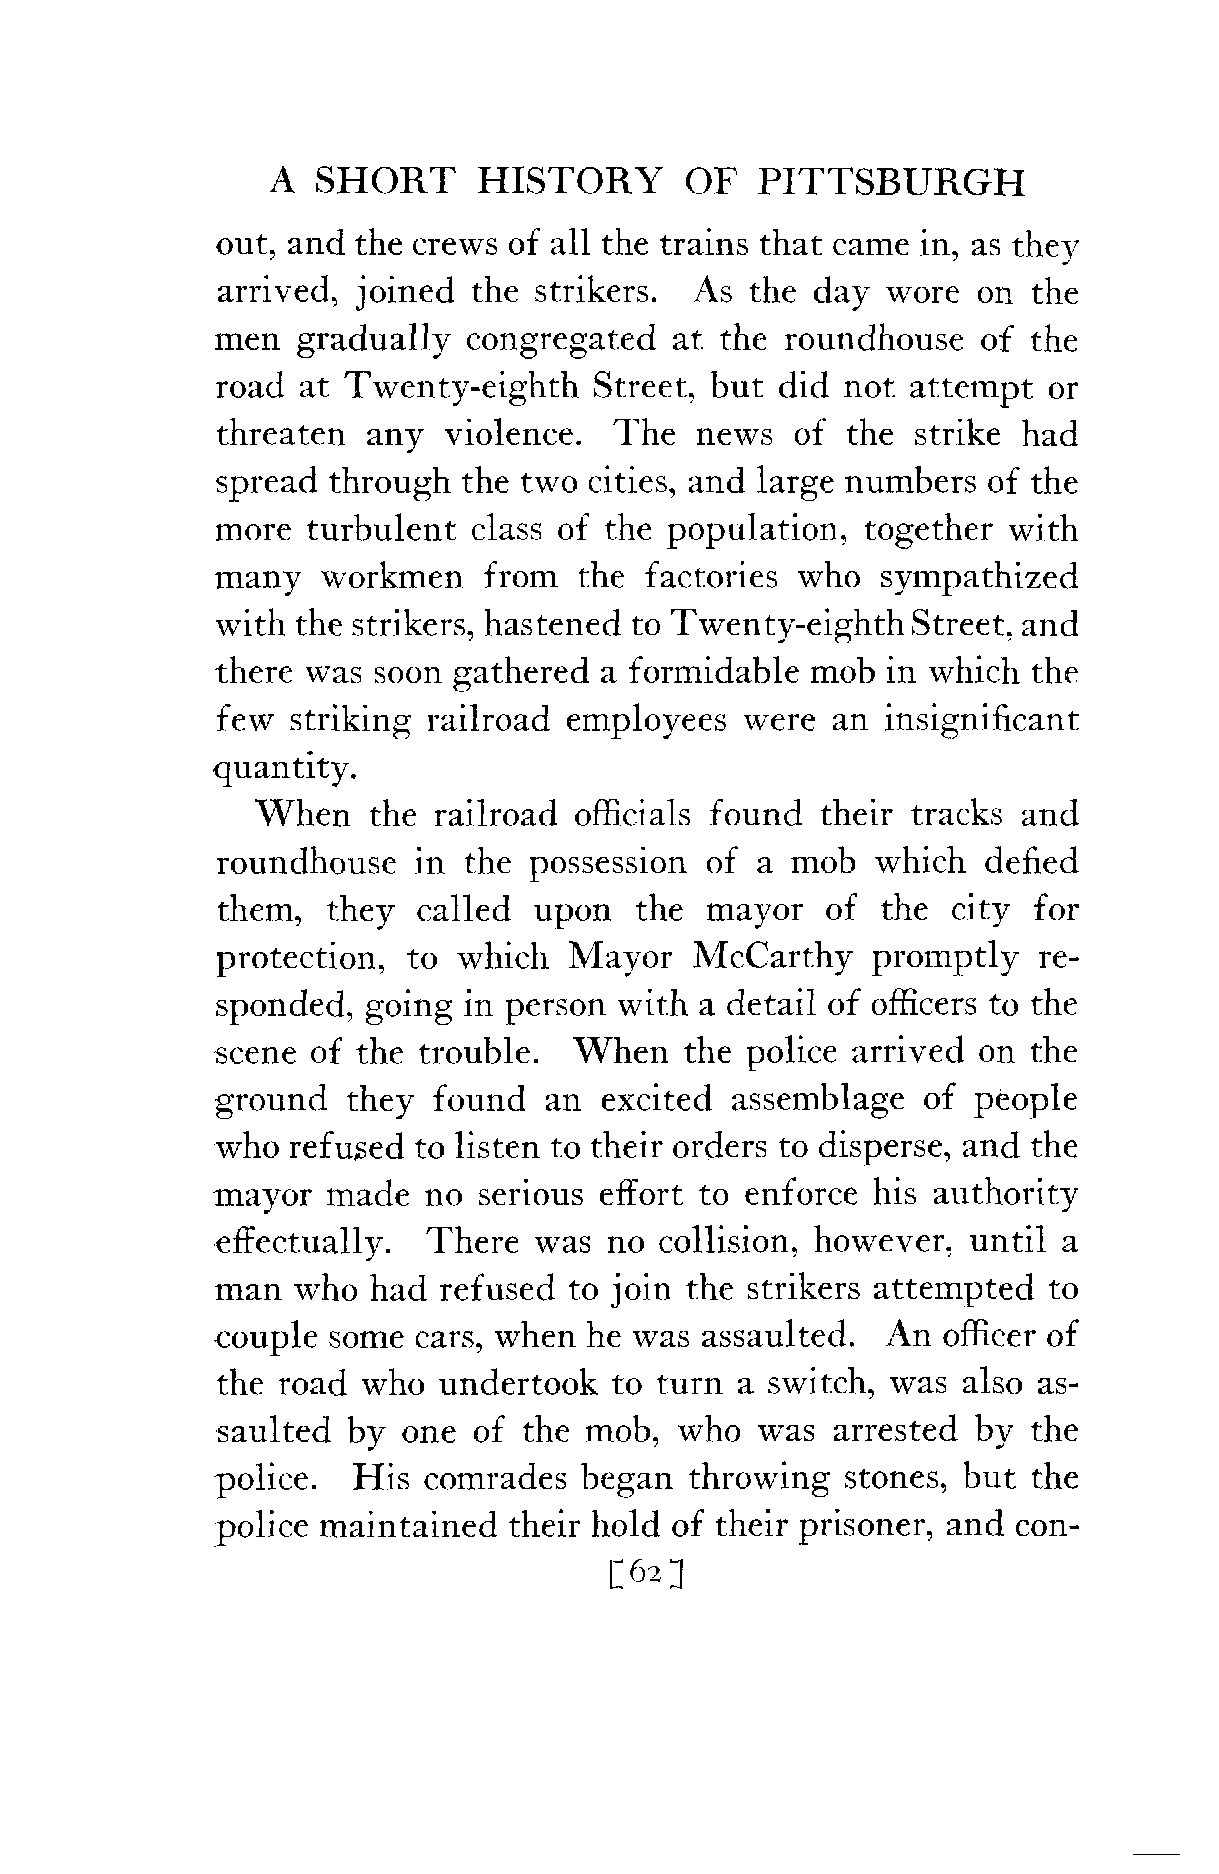 A SHORT HISTORY OF PITTSBURGH
out, and the crews of all the trains that came in, as they
arrived, joined the strikers. As the day wore on the
men gradually congregated at the roundhouse of the
road at Twenty-eighth Street, but did not attempt or
threaten any violence. The news of the strike had
spread through the two cities, and large numbers of the
more turbulent class of the population, together with
many workmen from the factories who sympathized
with the strikers, hastened to Twenty-eighth Street, and
there was soon gathered a formidable mob in which the
few striking railroad employees were an insignificant
quantity.
When the railroad officials found their tracks and
roundhouse in the possession of a mob which defied
them, they called upon the mayor of the city for
protection, to which Mayor McCarthy promptly re-
sponded, going in person with a detail of officers to the
scene of the trouble. When the police arrived on the
ground they found an excited assemblage of people
who refused to listen to their orders to disperse, and the
mayor made no serious effort to enforce his authority
effectually. There was no collision, however, until a
man who had refused to join the strikers attempted to
couple some cars, when he was assaulted. An officer of
the road who undertook to turn a switch, was also as-
saulted by one of the mob, who was arrested by the
police. His comrades began throwing stones, but the
police maintained their hold of their prisoner, and con-
[62]